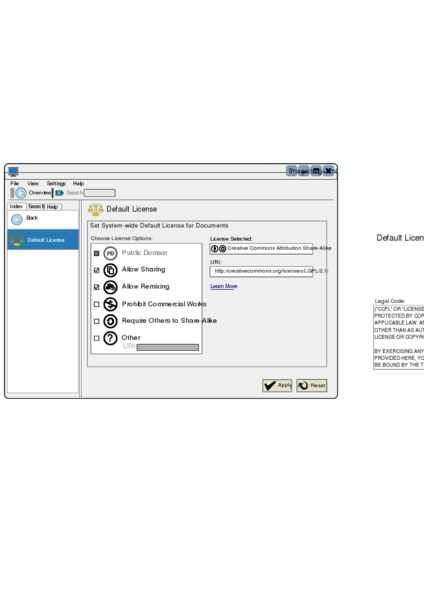 File View Settings Help
Overview Search
Index Search Help
Back
Default License
Default License
Set System-wide Default License for Documents
Choose License Options:
Public Domain
Allow Sharing
Allow Remixing
Prohibit Commercial Works
Require Others to Share-Alike
Other
URI:
License Selected:
Creative Commons Attribution Share-Alike
URI:
http://creativecommons.org/licenses/LGPL/2.1/
Learn More
Apply Reset
Default Licen
Legal Code:
("CCPL" OR "LICENSE
PROTECTED BY COP
APPLICABLE LAW. A
OTHER THAN AS AUT
LICENSE OR COPYRI
BY EXERCISING ANY
PROVIDED HERE, YO
BE BOUND BY THE T